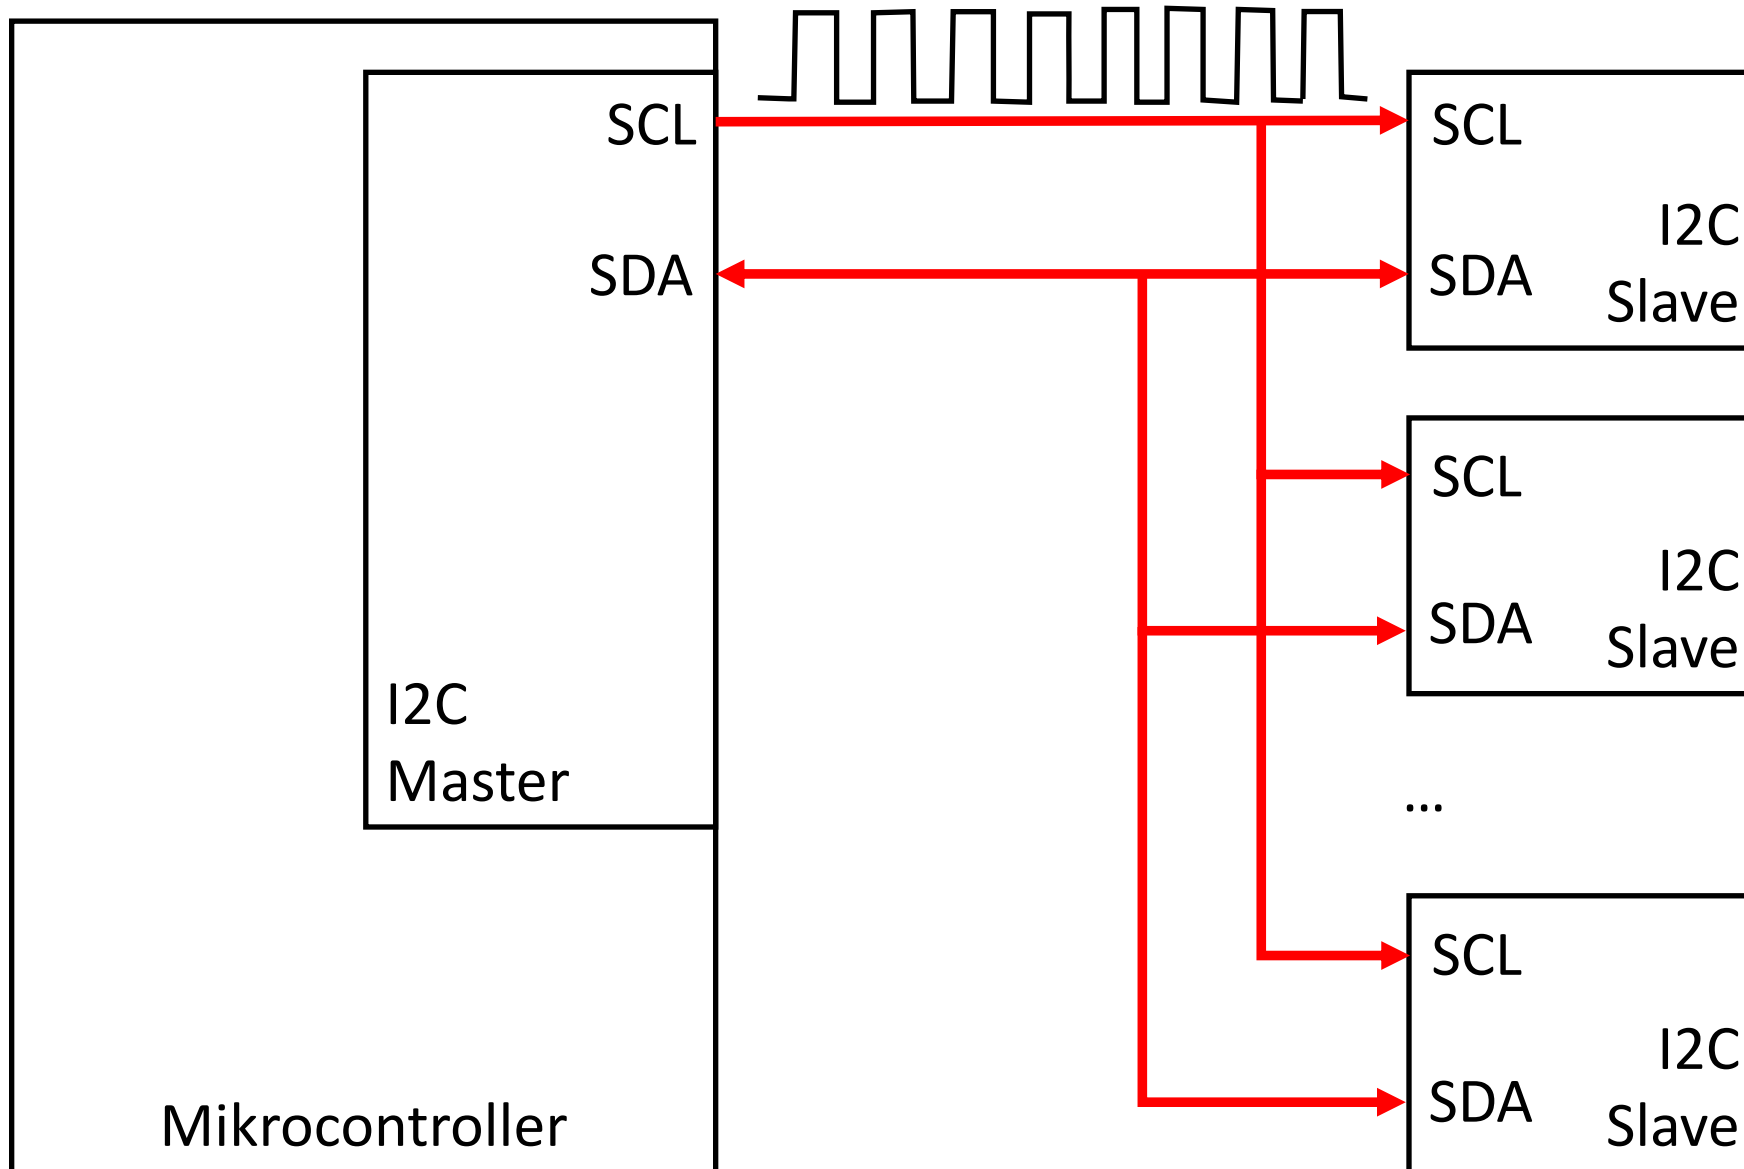 SCL
SDA
I2C
Master
Mikrocontroller
SCL
I2C
SDA
Slave
SCL
I2C
SDA
Slave
...
SCL
I2C
SDA
Slave